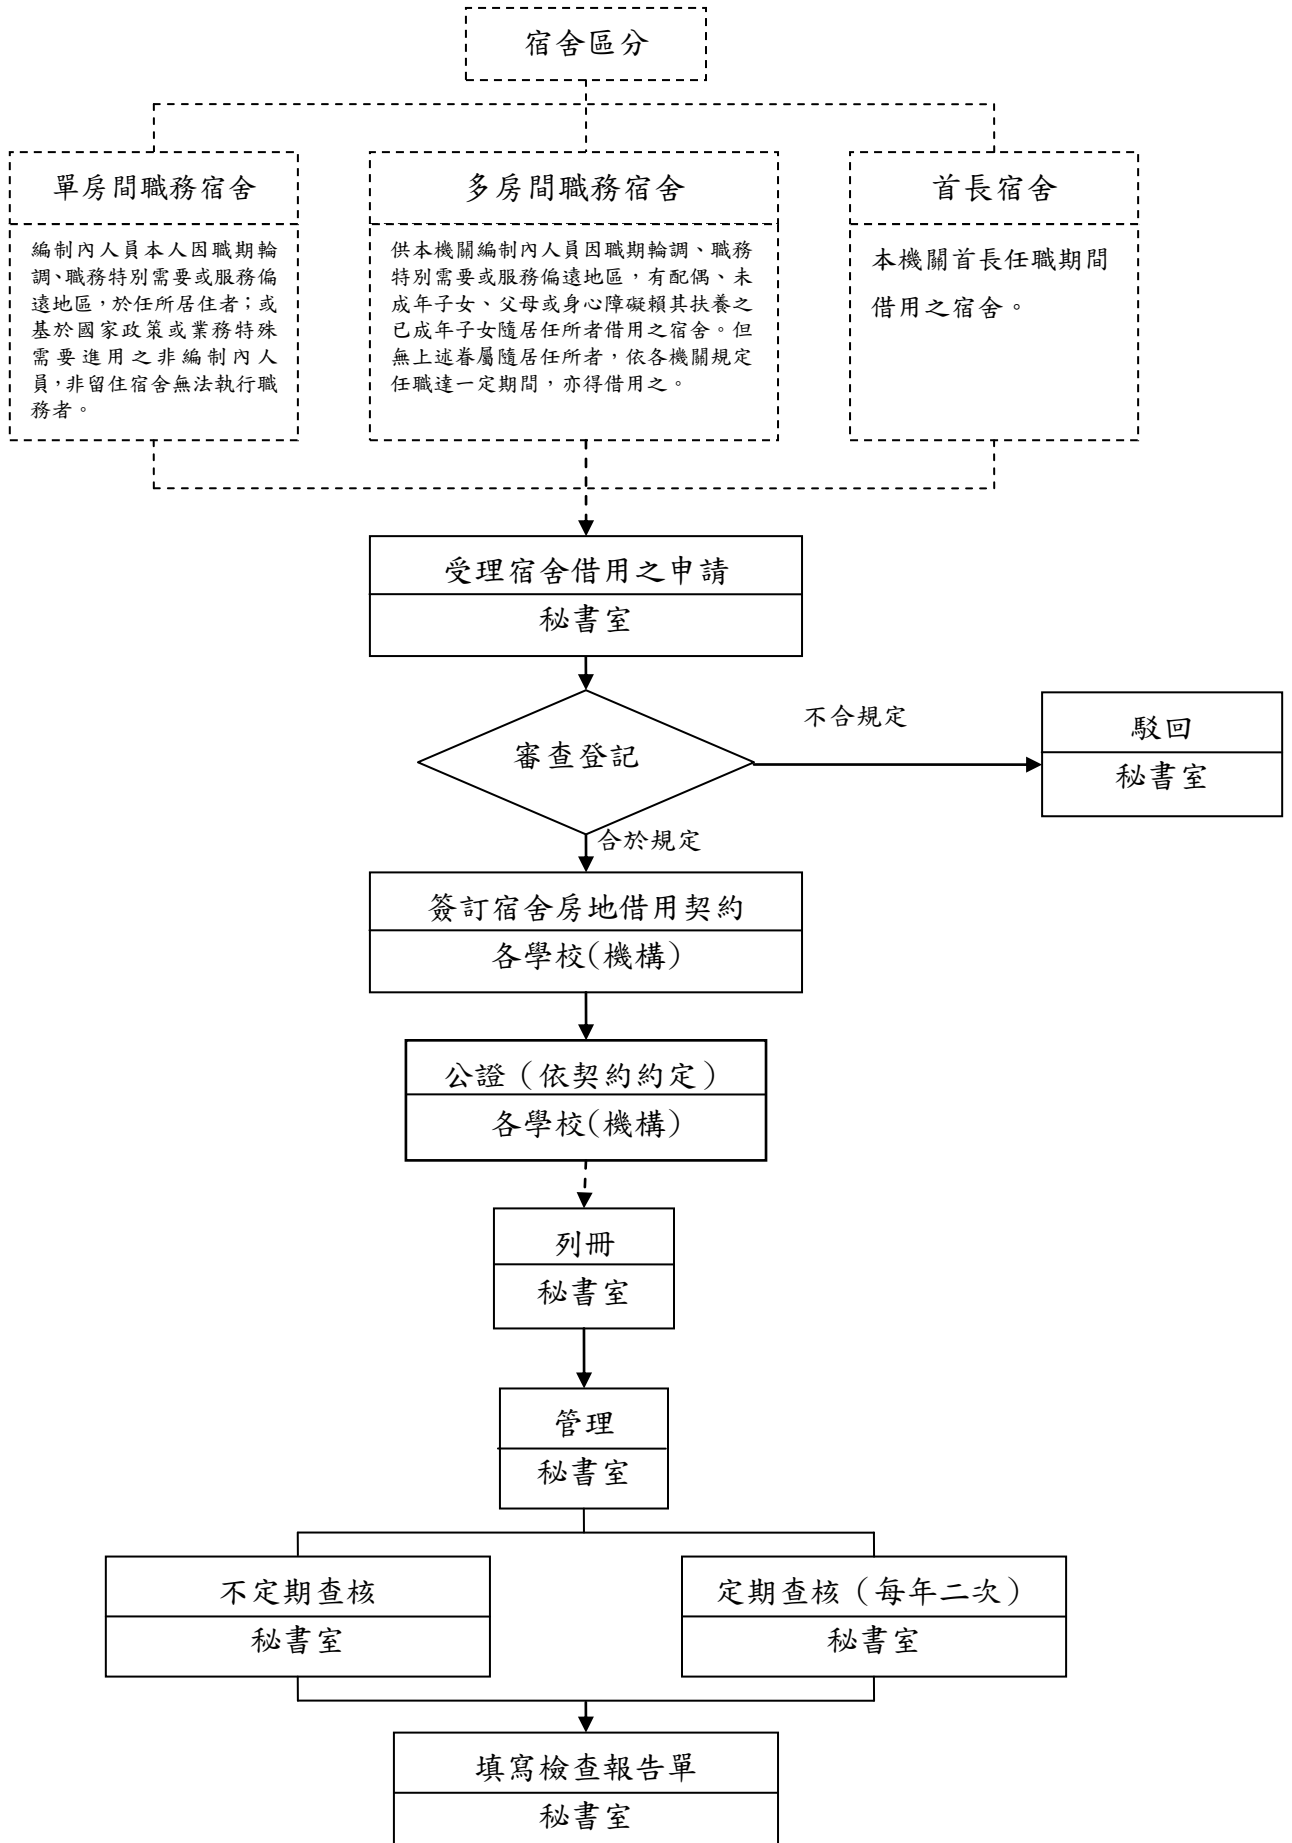 宿舍區分
單房間職務宿舍
編制內人員本人因職期輪
調、職務特別需要或服務偏
遠地區，於任所居住者；或
基於國家政策或業務特殊
需要進用之非編制內人
員，非留住宿舍無法執行職
務者。
多房間職務宿舍
供本機關編制內人員因職期輪調、職務
特別需要或服務偏遠地區，有配偶、未
成年子女、父母或身心障礙賴其扶養之
已成年子女隨居任所者借用之宿舍。但
無上述眷屬隨居任所者，依各機關規定
任職達一定期間，亦得借用之。
首長宿舍
本機關首長任職期間
借用之宿舍。
受理宿舍借用之申請
秘書室
審查登記
不合規定
駁回
秘書室
合於規定
簽訂宿舍房地借用契約
各學校(機構)
公證（依契約約定）
各學校(機構)
列冊
秘書室
管理
秘書室
不定期查核
秘書室
定期查核（每年二次）
秘書室
填寫檢查報告單
秘書室